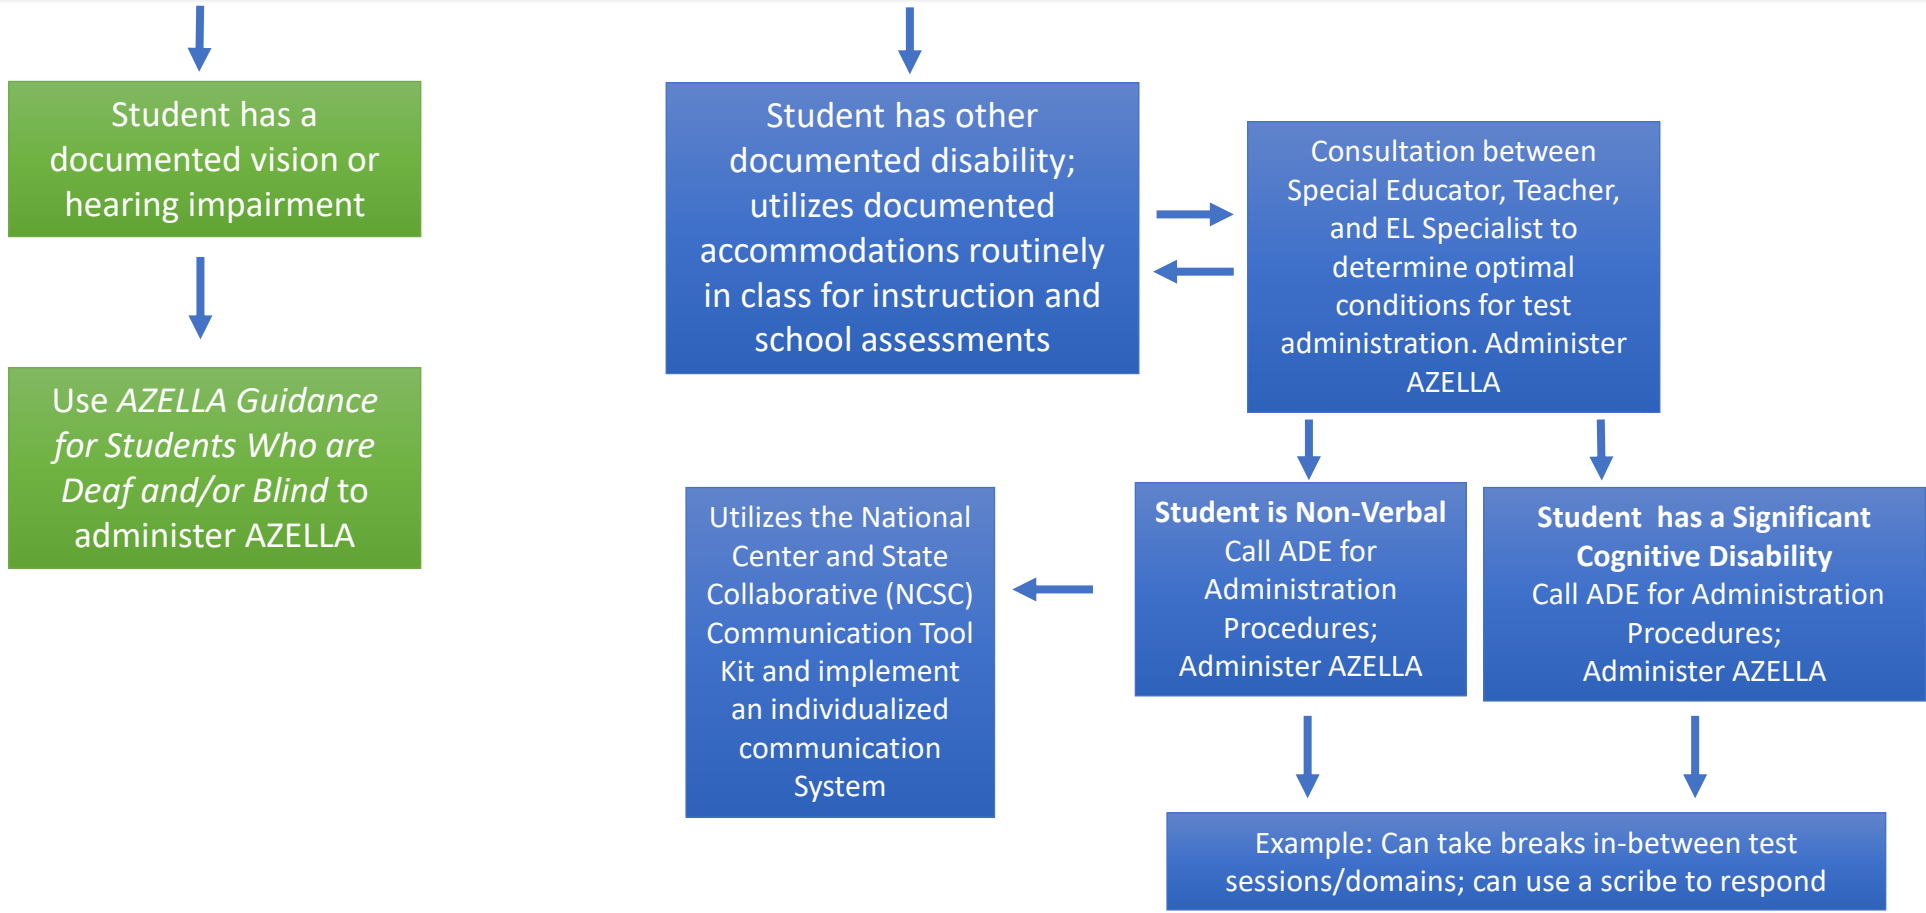 Student has a
documented vision or
hearing impairment
Use AZELLA Guidance
for Students Who are
Deaf and/or Blind to
administer AZELLA
Student has other
documented disability;
utilizes documented
accommodations routinely
in class for instruction and
school assessments
Consultation between
Special Educator, Teacher,
and EL Specialist to
determine optimal
conditions for test
administration. Administer
AZELLA
Utilizes the National
Center and State
Collaborative (NCSC)
Communication Tool
Kit and implement
an individualized
communication
System
Student is Non-Verbal
Call ADE for
Administration
Procedures;
Administer AZELLA
Student  has a Significant
Cognitive Disability
Call ADE for Administration
Procedures;
Administer AZELLA
Example: Can take breaks in-between test
sessions/domains; can use a scribe to respond